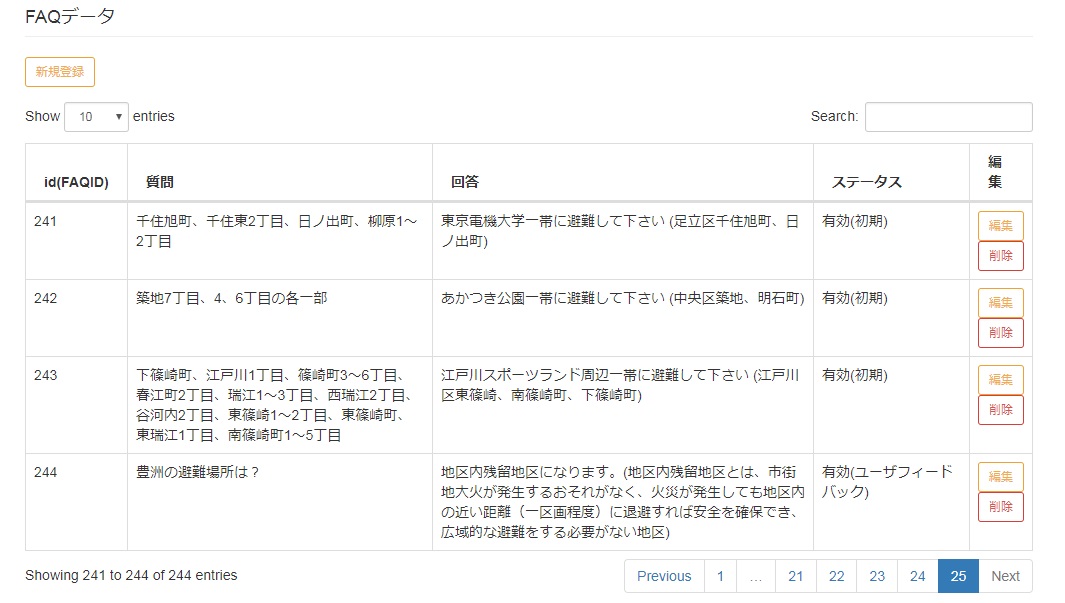 FAQデータ
新規登録
Show 10 entries
Search:
id(FAQID)
質問
回答
ステータス
編
集
241
千住旭町、千住東2丁目、日ノ出町、柳原1～
2丁目
東京電機大学一帯に避難して下さい (足立区千住旭町、日
ノ出町)
有効(初期)
編集
削除
242
築地7丁目、4、6丁目の各一部
あかつき公園一帯に避難して下さい (中央区築地、明石町)
有効(初期)
編集
削除
243
下篠崎町、江戸川1丁目、篠崎町3～6丁目、
春江町2丁目、瑞江1～3丁目、西瑞江2丁目、
谷河内2丁目、東篠崎1～2丁目、東篠崎町、
東瑞江1丁目、南篠崎町1～5丁目
江戸川スポーツランド周辺一帯に避難して下さい (江戸川
区東篠崎、南篠崎町、下篠崎町)
有効(初期)
編集
削除
244
豊洲の避難場所は？
地区内残留地区になります。(地区内残留地区とは、市街
地大火が発生するおそれがなく、火災が発生しても地区内
の近い距離（一区画程度）に退避すれば安全を確保でき、
広域的な避難をする必要がない地区)
有効(ユーザフィード
バック)
編集
削除
Showing 241 to 244 of 244 entries
Previous 1 … 21 22 23 24 25 Next